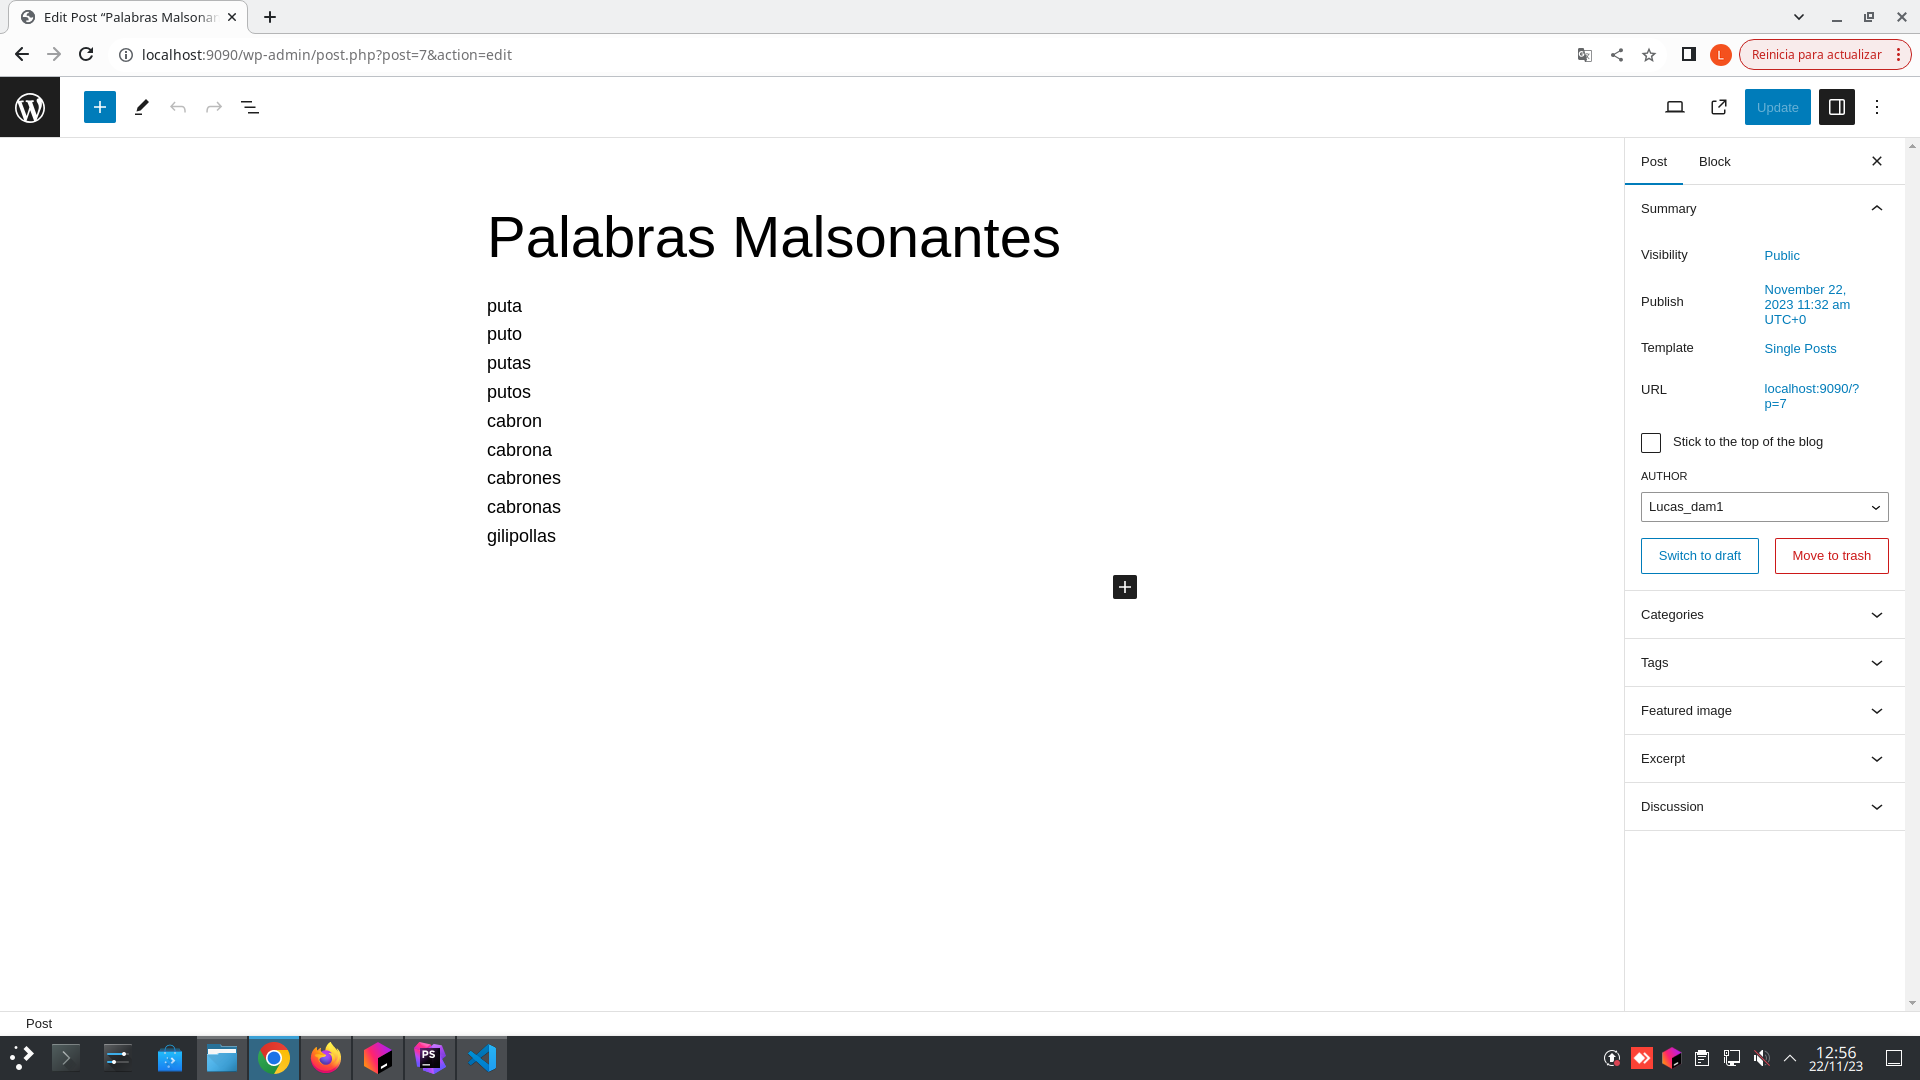 Edit Post “Palabras Malsonan
localhost:9090/wp-admin/post.php?post=7&action=edit
L
Reinicia para actualizar
Update
Post
Block
Palabras Malsonantes
puta
puto
putas
putos
cabron
cabrona
cabrones
cabronas
gilipollas
Summary
Visibility
Public
Publish
November 22,
2023 11:32 am
UTC+0
Template
Single Posts
URL
localhost:9090/?
p=7
Stick to the top of the blog
AUTHOR
Lucas_dam1
Switch to draft
Move to trash
Categories
Tags
Featured image
Excerpt
Discussion
Post
PS
12:56
22/11/23